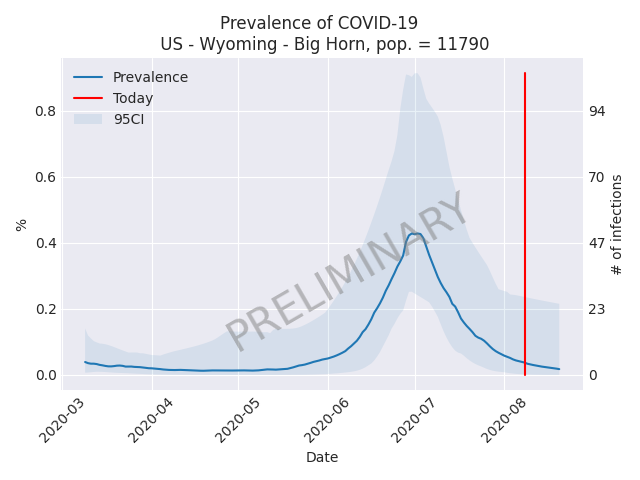 Prevalence of COVID-19
US - Wyoming - Big Horn, pop. = 11790
Prevalence
Today
95CI
0.8
0.6
0.4
0.2
0.0
%
94
70
47
23
0
# of infections
PRELIMINARY
2020-03
2020-04
2020-05
2020-06
2020-07
2020-08
Date